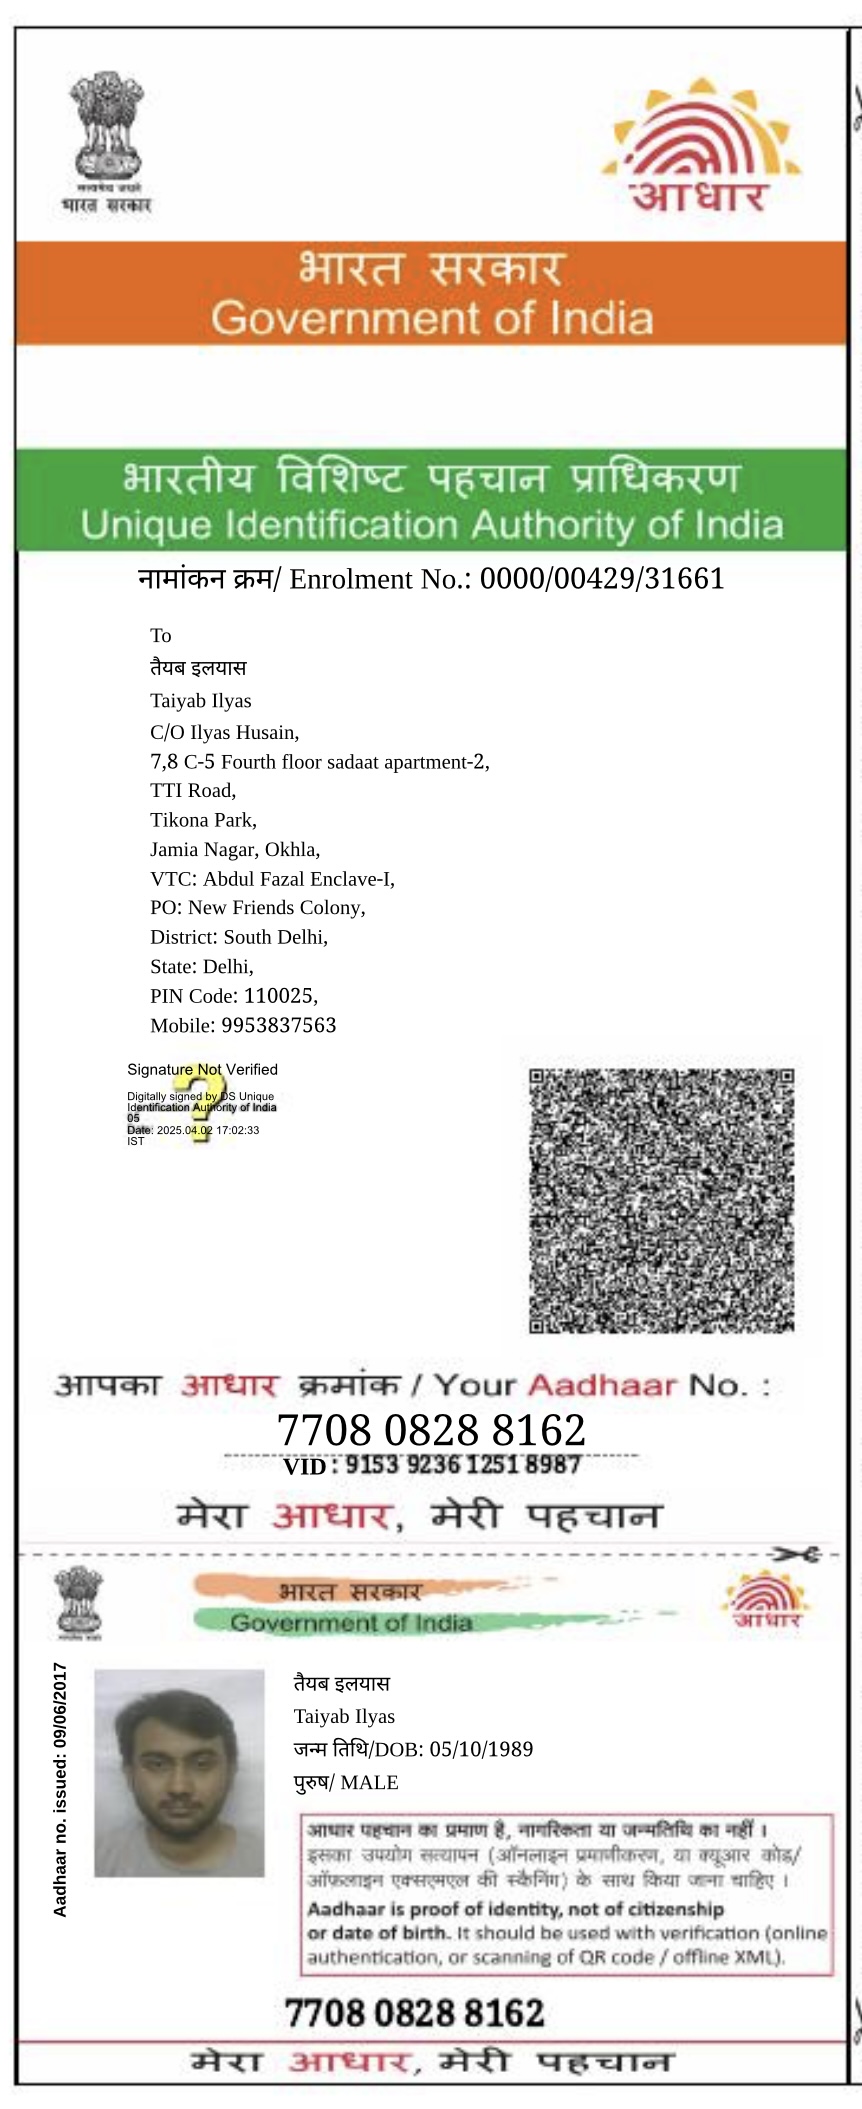 सत्यमेव जयते
भारत सरकार
आधार
भारत सरकार
Government of India
भारतीय विशिष्ट पहचान प्राधिकरण
Unique Identification Authority of India
नामांकन क्रम/ Enrolment No.: 0000/00429/31661
To
तैयब इलयास
Taiyab Ilyas
C/O Ilyas Husain,
7,8 C-5 Fourth floor sadaat apartment-2,
TTI Road,
Tikona Park,
Jamia Nagar, Okhla,
VTC: Abdul Fazal Enclave-I,
PO: New Friends Colony,
District: South Delhi,
State: Delhi,
PIN Code: 110025,
Mobile: 9953837563
Signature Not Verified
Digitally signed by DS Unique
Identification Authority of India
05
Date: 2025.04.02 17:02:33
IST
आपका आधार क्रमांक / Your Aadhaar No. :
7708 0828 8162
VID : 9153 9236 1251 8987
मेरा आधार, मेरी पहचान
भारत सरकार
Government of India
आधार
Aadhaar no. issued: 09/06/2017
तैयब इलयास
Taiyab Ilyas
जन्म तिथि/DOB: 05/10/1989
पुरुष/ MALE
आधार पहचान का प्रमाण है, नागरिकता या जन्मतिथि का नहीं ।
इसका उपयोग सत्यापन (ऑनलाइन प्रमाणीकरण, या क्यूआर कोड/
ऑफ़लाइन एक्सएमएल की स्कैनिंग) के साथ किया जाना चाहिए ।
Aadhaar is proof of identity, not of citizenship
or date of birth. It should be used with verification (online
authentication, or scanning of QR code / offline XML).
7708 0828 8162
मेरा आधार, मेरी पहचान